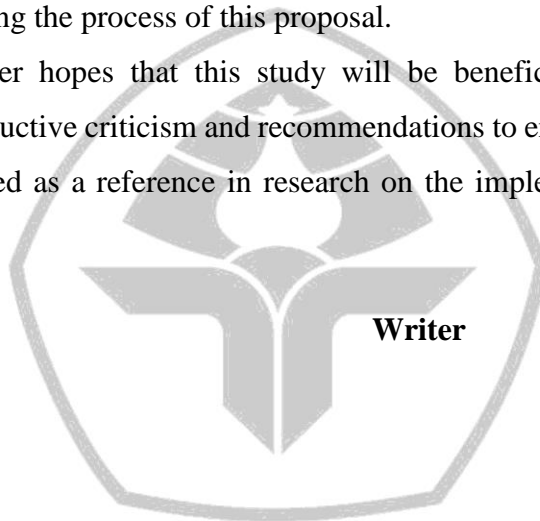 ng the process of this proposal.
er hopes that this study will be benefic
uctive criticism and recommendations to e
ed as a reference in research on the imple
Writer